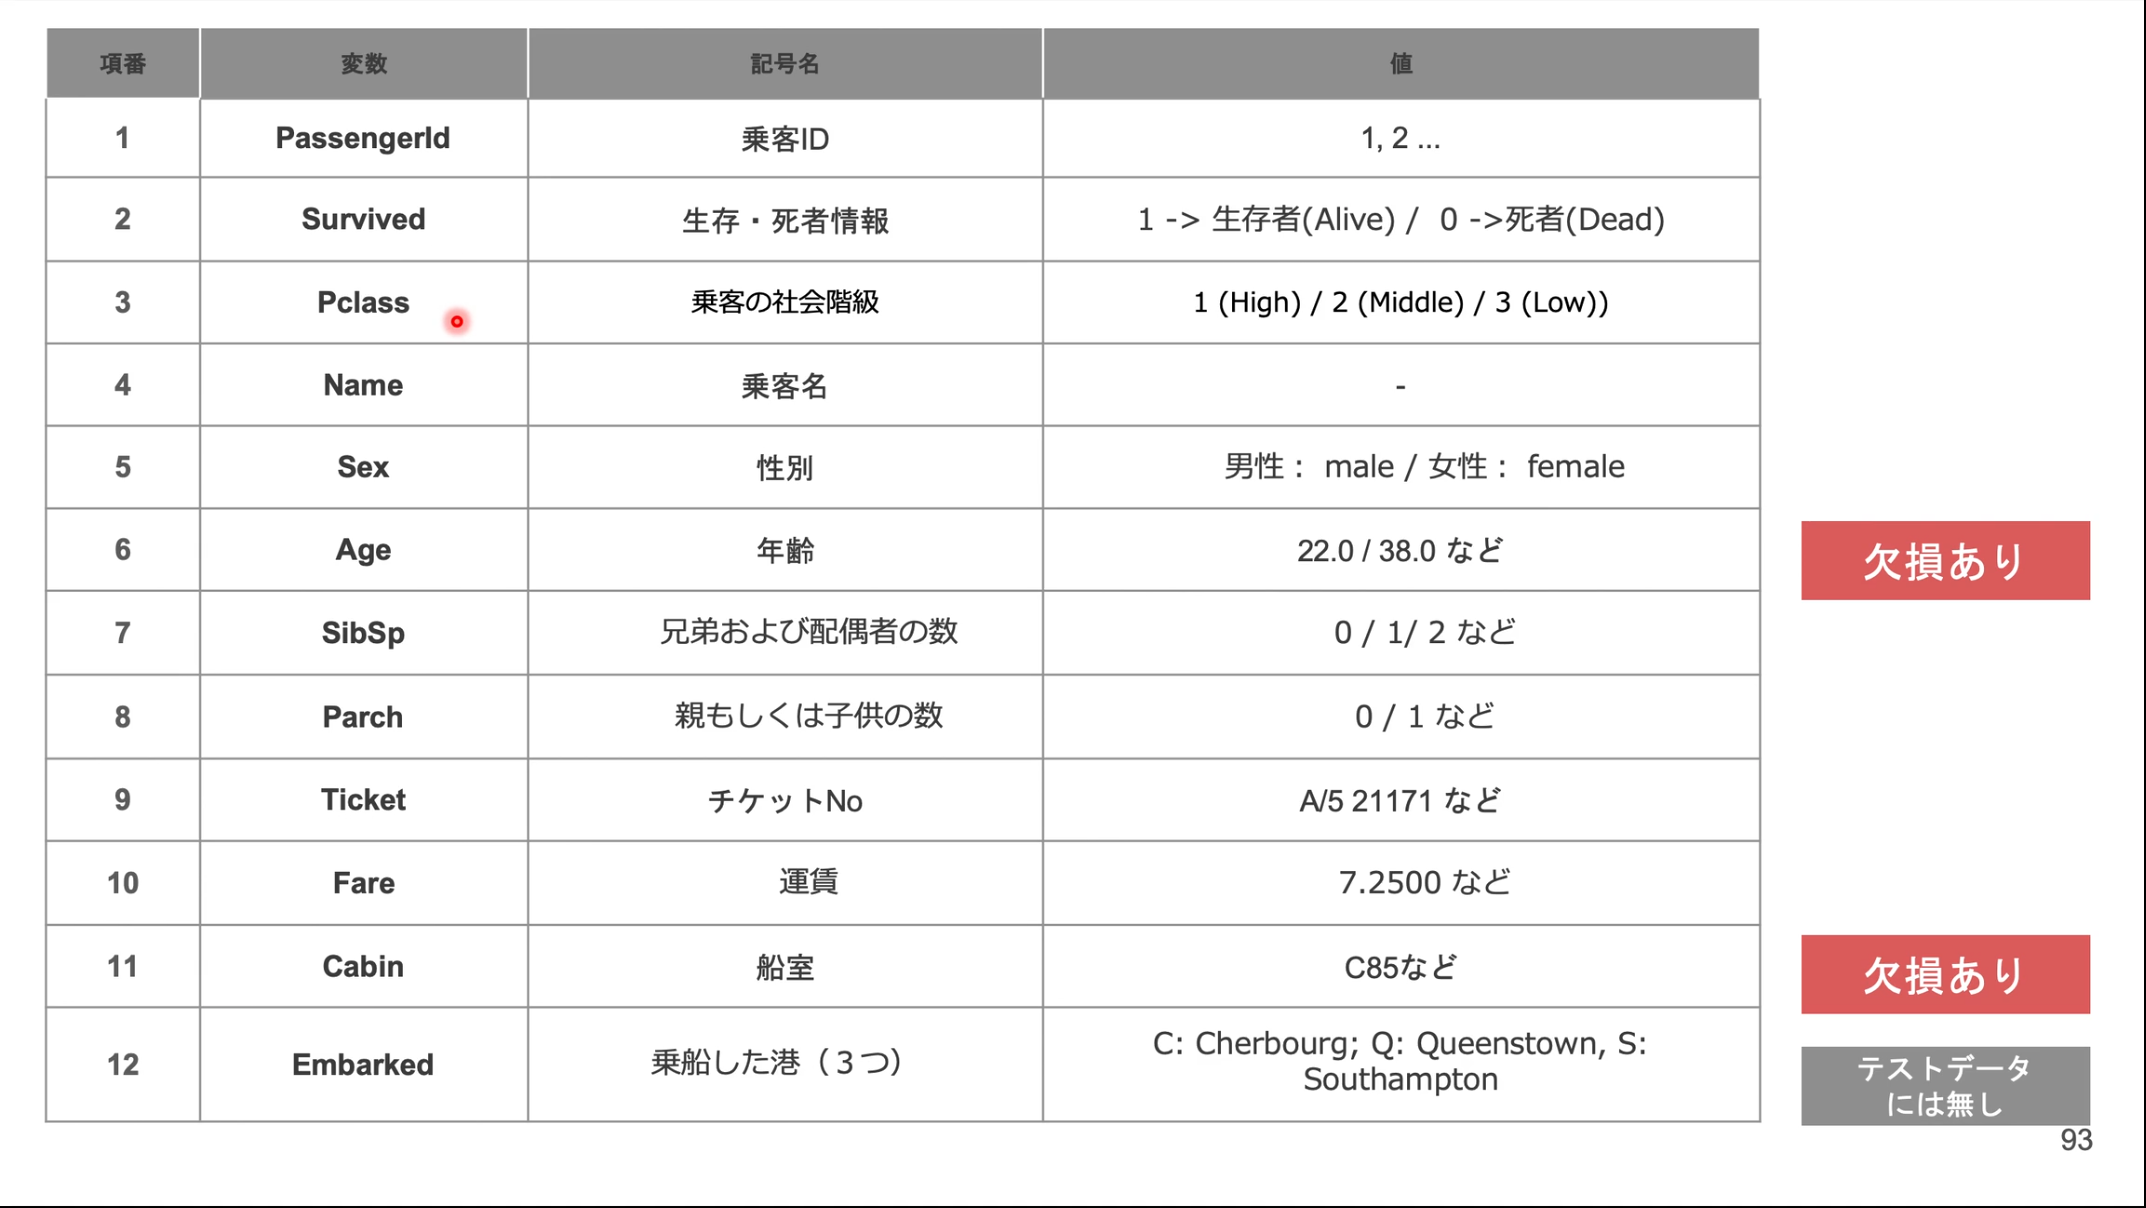 項番 変数 記号名 値
1 PassengerId 乗客ID 1, 2 ...
2 Survived 生存・死者情報 1 -> 生存者(Alive) / 0 ->死者(Dead)
3 Pclass 乗客の社会階級 1 (High) / 2 (Middle) / 3 (Low))
4 Name 乗客名 -
5 Sex 性別 男性： male / 女性： female
6 Age 年齢 22.0 / 38.0 など 欠損あり
7 SibSp 兄弟および配偶者の数 0 / 1/ 2 など
8 Parch 親もしくは子供の数 0 / 1 など
9 Ticket チケットNo A/5 21171 など
10 Fare 運賃 7.2500 など
11 Cabin 船室 C85など 欠損あり
12 Embarked 乗船した港（３つ） C: Cherbourg; Q: Queenstown, S:
Southampton
テストデータ
には無し
93